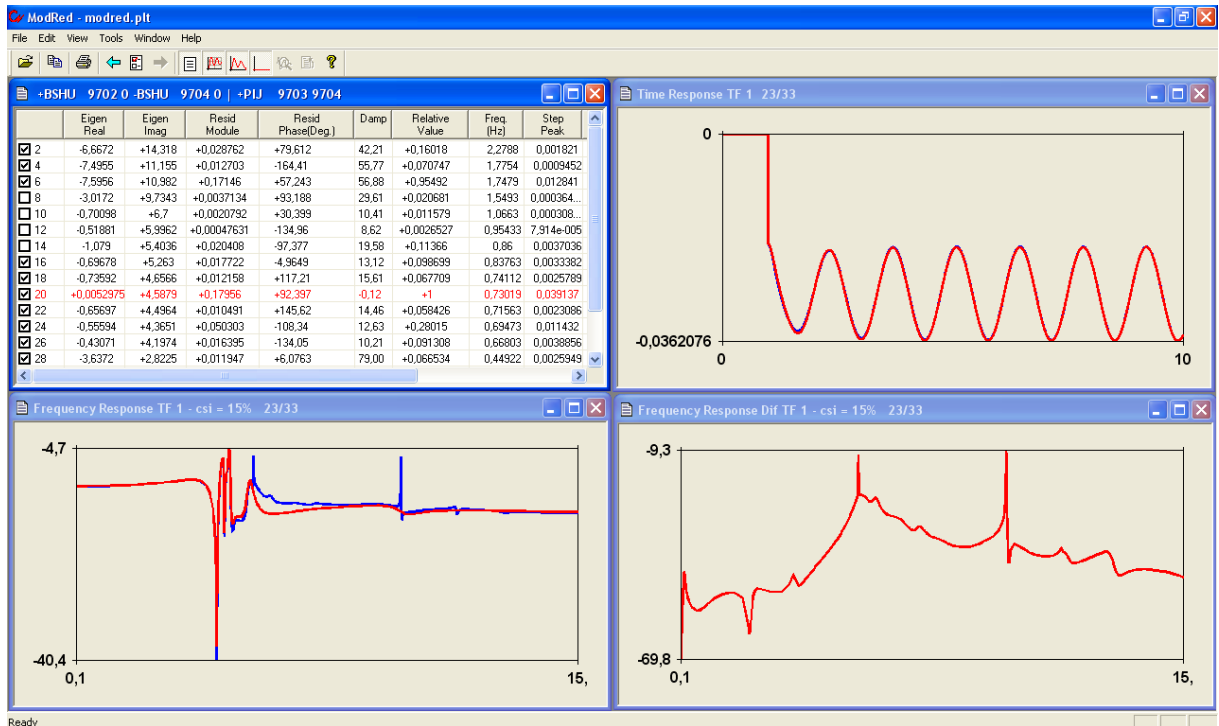 ModRed - modred.plt
File Edit View Tools Window Help
+BSHU 9702 0 -BSHU 9704 0 | +PIJ 9703 9704
Eigen Real Eigen Imag Resid Module Resid Phase(Deg.) Damp Relative Value Freq. (Hz) Step Peak
2 -6,6672 +14,318 +0,028762 +79,612 42,21 +0,16018 2,2788 0,001821
4 -7,4955 +11,155 +0,012703 -164,41 55,77 +0,070747 1,7754 0,0009452
6 -7,5956 +10,982 +0,17146 +57,243 56,88 +0,95492 1,7479 0,012841
8 -3,0172 +9,7343 +0,0037134 +93,188 29,61 +0,020681 1,5493 0,000364...
10 -0,70098 +6,7 +0,0020792 +30,399 10,41 +0,011579 1,0663 0,000308...
12 -0,51881 +5,9962 +0,00047631 -134,96 8,62 +0,0026527 0,95433 7,914e-005
14 -1,079 +5,4036 +0,020408 -97,377 19,58 +0,11366 0,86 0,0037036
16 -0,69678 +5,263 +0,017722 -4,9649 13,12 +0,098699 0,83763 0,0033382
18 -0,73592 +4,6566 +0,012158 +117,21 15,61 +0,067709 0,74112 0,0025789
20 +0,0052975 +4,5879 +0,17956 +92,397 -0,12 +1 0,73019 0,039137
22 -0,65697 +4,4964 +0,010491 +145,62 14,46 +0,058426 0,71563 0,0023086
24 -0,55594 +4,3651 +0,050303 -108,34 12,63 +0,28015 0,69473 0,011432
26 -0,43071 +4,1974 +0,016395 -134,05 10,21 +0,091308 0,66803 0,0038856
28 -3,6372 +2,8225 +0,011947 +6,0763 79,00 +0,066534 0,44922 0,0025949
Time Response TF 1 23/33
0
-0,0362076
0 10
Frequency Response TF 1 - csi = 15% 23/33
-4,7
-40,4
0,1 15,
Frequency Response Dif TF 1 - csi = 15% 23/33
-9,3
-69,8
0,1 15,
Ready